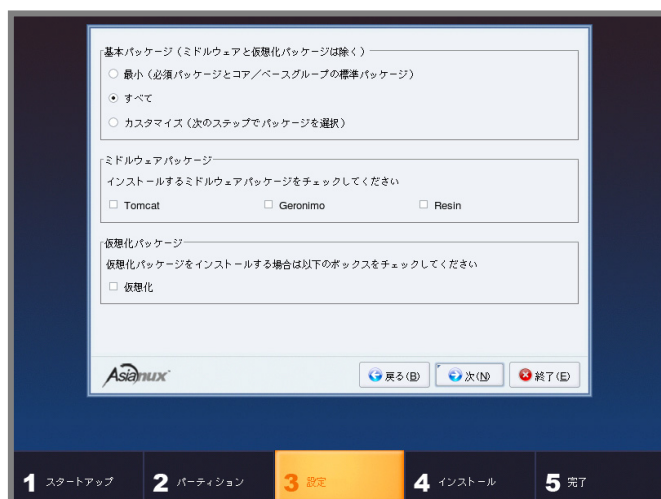 基本パッケージ（ミドルウェアと仮想化パッケージは除く）
最小（必須パッケージとコア／ベースグループの標準パッケージ）
すべて
カスタマイズ（次のステップでパッケージを選択）
ミドルウェアパッケージ
インストールするミドルウェアパッケージをチェックしてください
Tomcat Geronimo Resin
仮想化パッケージ
仮想化パッケージをインストールする場合は以下のボックスをチェックしてください
仮想化
Asianux
戻る(B) 次(N) 終了(E)
1 スタートアップ 2 パーティション 3 設定 4 インストール 5 完了